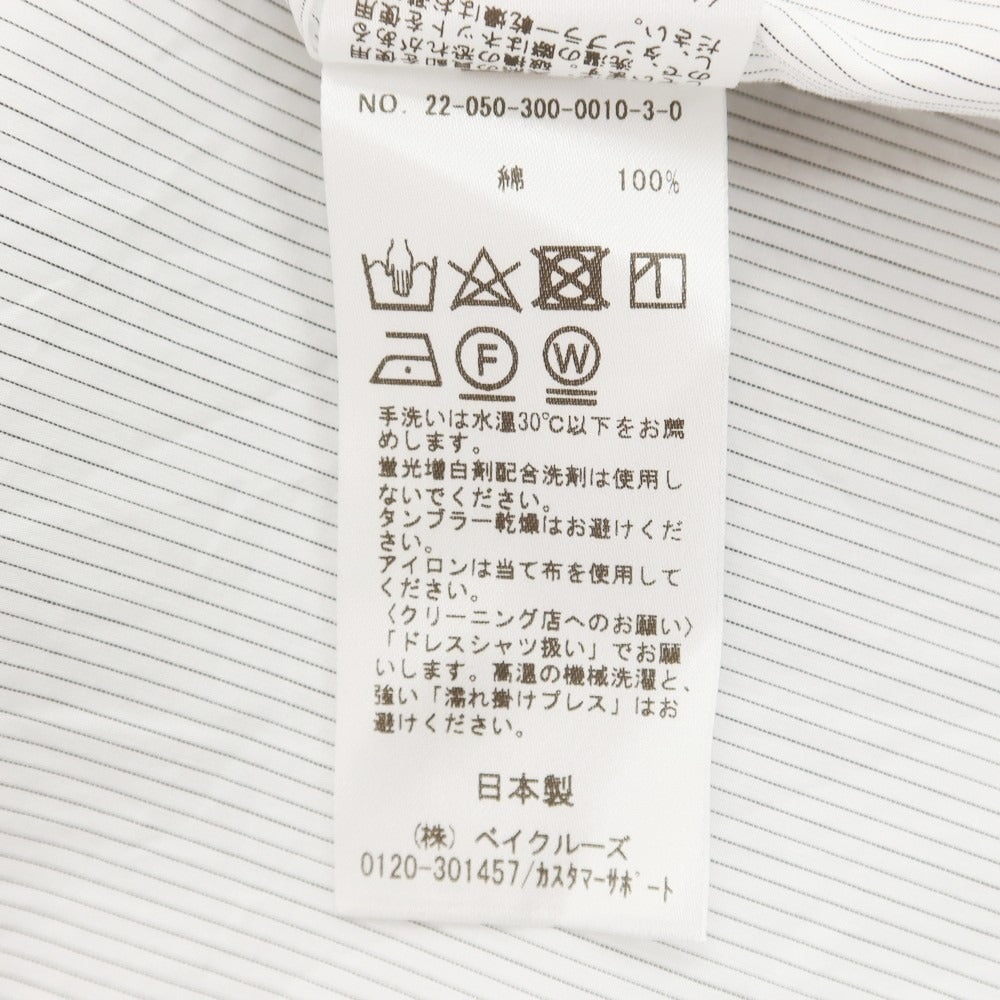 NO. 22-050-300-0010-3-0
綿 100%
F W
手洗いは水温30℃以下をお薦
めします。
蛍光増白剤配合洗剤は使用し
ないでください。
タンブラー乾燥はお避けくだ
さい。
アイロンは当て布を使用して
ください。
〈クリーニング店へのお願い〉
「ドレスシャツ扱い」でお願
いします。高温の機械洗濯と、
強い「濡れ掛けプレス」はお
避けください。
日本製
(株) ベイクルーズ
0120-301457/カスタマーサポート